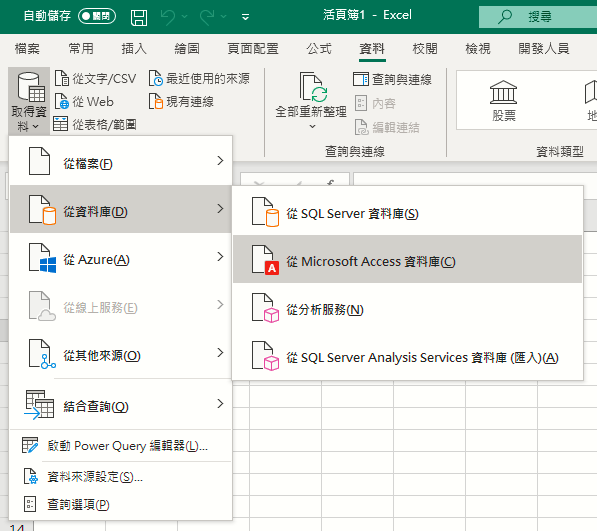 自動儲存 關閉 活頁簿1 - Excel 搜尋
檔案 常用 插入 繪圖 頁面配置 公式 資料 校閱 檢視 開發人員
取得資
料
從文字/CSV
從 Web
從表格/範圍
最近使用的來源
現有連線
全部重新整理
查詢與連線
內容
編輯連結
查詢與連線
股票
資料類型
從檔案(F)
從資料庫(D)
從 Azure(A)
從線上服務(E)
從其他來源(O)
結合查詢(Q)
啟動 Power Query 編輯器(L)...
資料來源設定(S)...
查詢選項(P)
從 SQL Server 資料庫(S)
從 Microsoft Access 資料庫(C)
從分析服務(N)
從 SQL Server Analysis Services 資料庫 (匯入)(A)
14